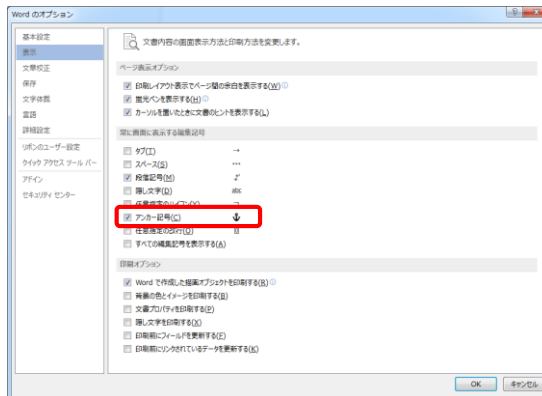 Word のオプション
基本設定
表示
文章校正
保存
文字体裁
言語
詳細設定
リボンのユーザー設定
クイック アクセス ツール バー
アドイン
セキュリティ センター
文書内容の画面表示方法と印刷方法を変更します。
ページ表示オプション
印刷レイアウト表示でページ間の余白を表示する(W)
蛍光ペンを表示する(H)
カーソルを置いたときに文書のヒントを表示する(L)
常に画面に表示する編集記号
タブ(T)
スペース(S)
段落記号(M)
隠し文字(D) abc
任意指定のハイフン(Y)
アンカー記号(C)
任意指定の改行(O)
すべての編集記号を表示する(A)
印刷オプション
Word で作成した描画オブジェクトを印刷する(R)
背景の色とイメージを印刷する(B)
文書プロパティを印刷する(P)
隠し文字を印刷する(X)
印刷前にフィールドを更新する(F)
印刷前にリンクされているデータを更新する(K)
OK キャンセル